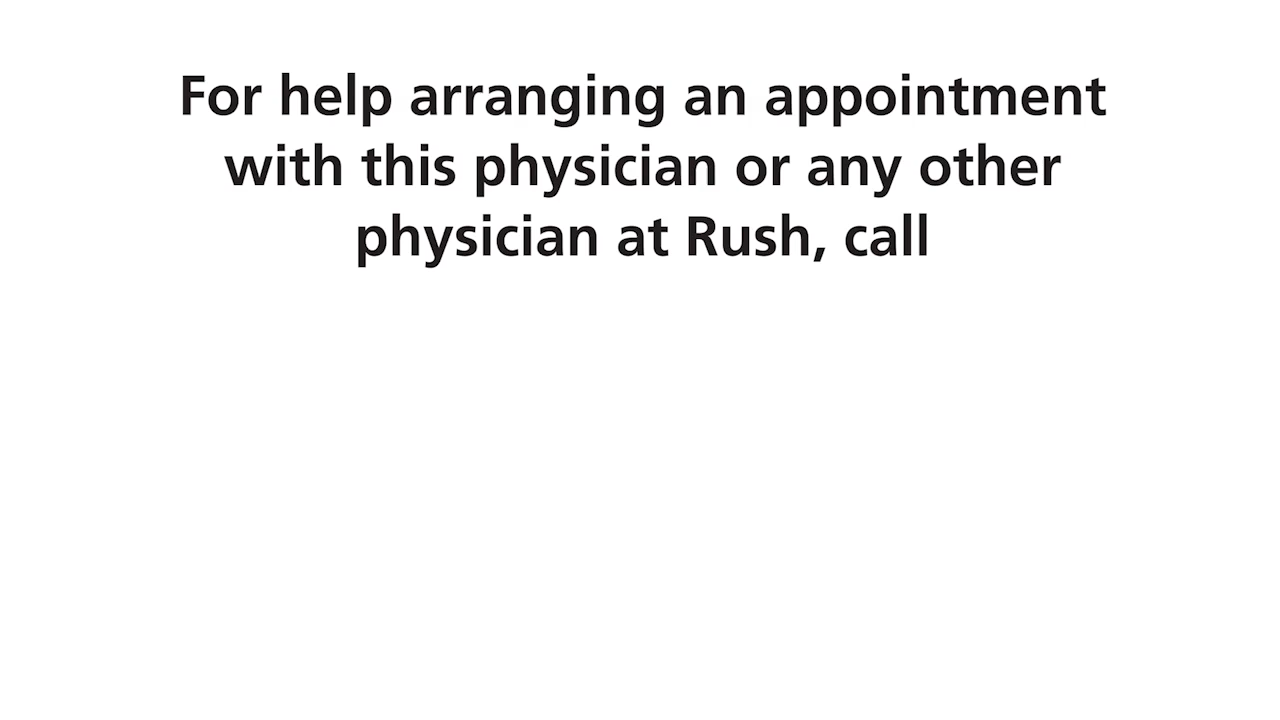 For help arranging an appointment
with this physician or any other
physician at Rush, call